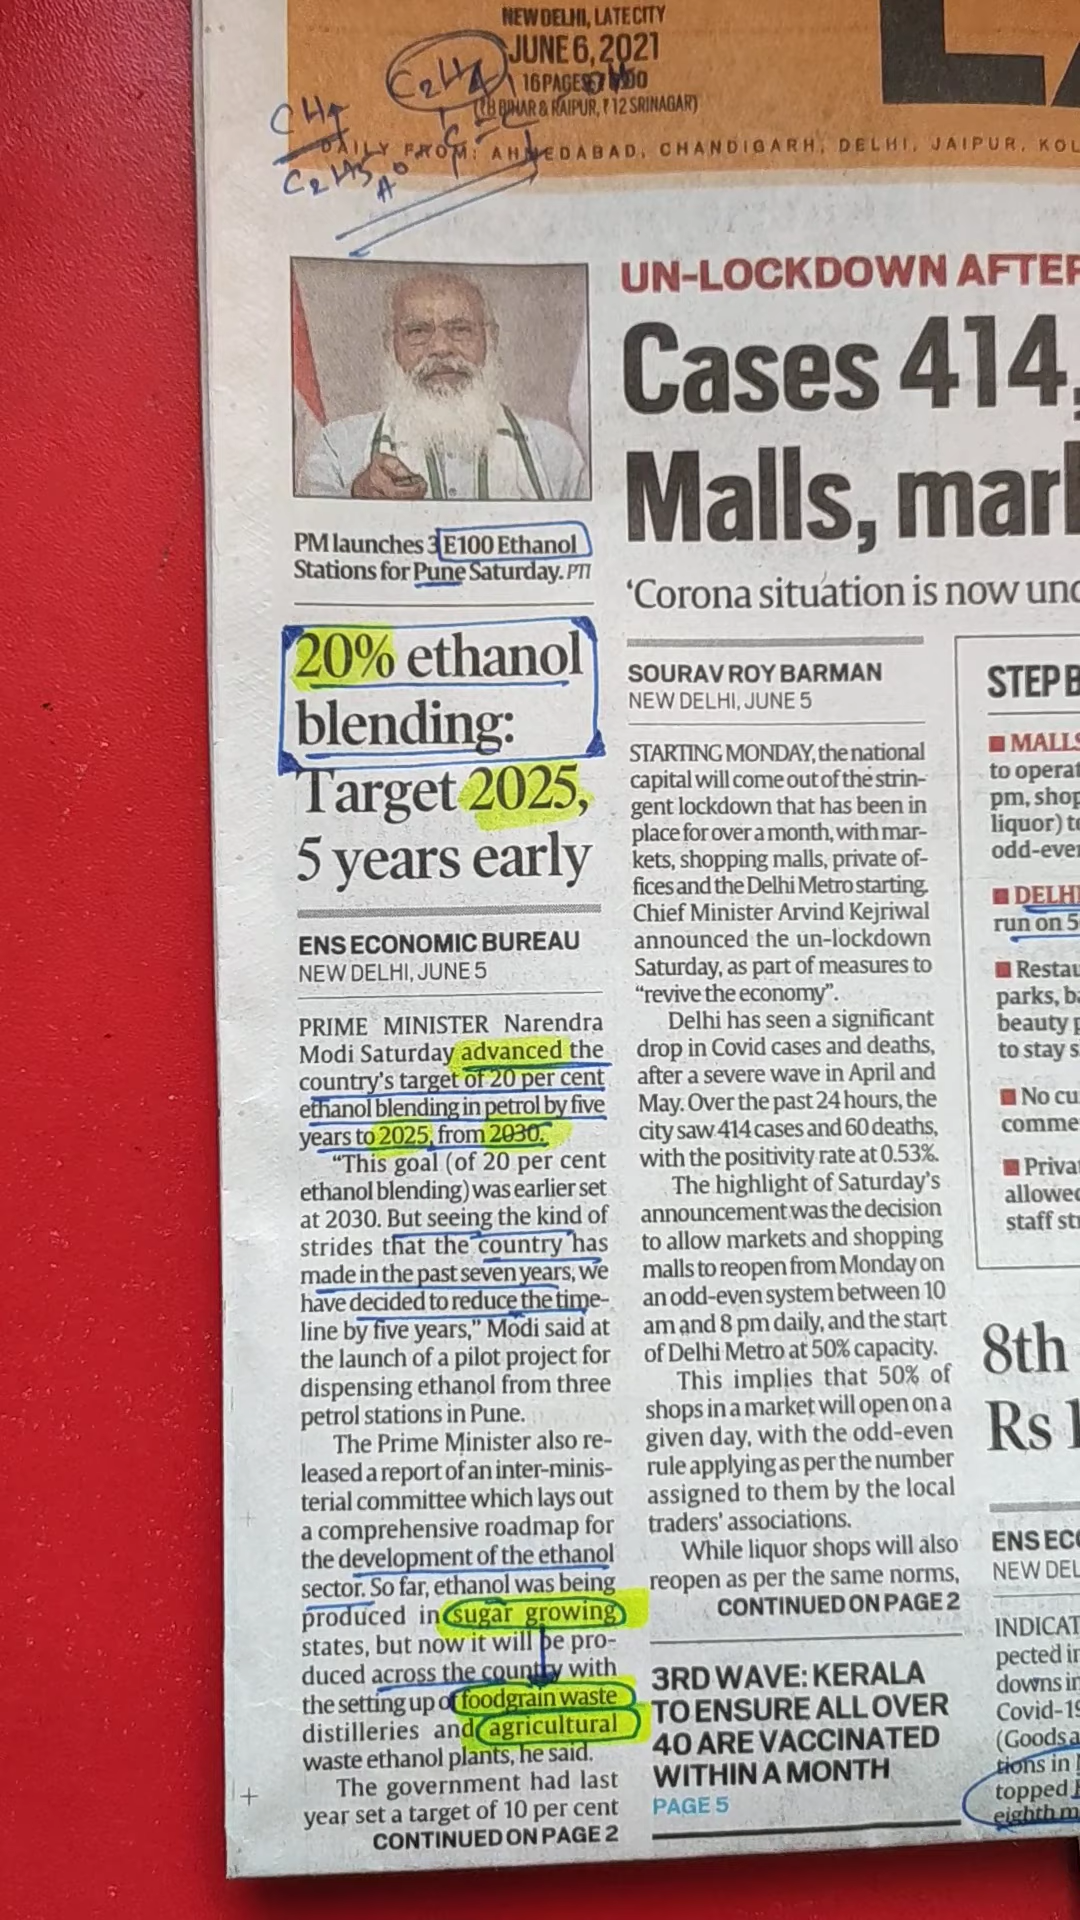 NEW DELHI, LATE CITY
JUNE 6, 2021
16 PAGES
BIHAR & RAIPUR, ₹ 12 SRINAGAR)
DAILY FROM: AHMEDABAD, CHANDIGARH, DELHI, JAIPUR, KOL
C2H4
CH4
C2H5
PM launches 3 E100 Ethanol
Stations for Pune Saturday. PTI
20% ethanol
blending:
Target 2025,
5 years early
ENS ECONOMIC BUREAU
NEW DELHI, JUNE 5
PRIME MINISTER Narendra
Modi Saturday advanced the
country's target of 20 per cent
ethanol blending in petrol by five
years to 2025, from 2030.
"This goal (of 20 per cent
ethanol blending) was earlier set
at 2030. But seeing the kind of
strides that the country has
made in the past seven years, we
have decided to reduce the time-
line by five years," Modi said at
the launch of a pilot project for
dispensing ethanol from three
petrol stations in Pune.
The Prime Minister also re-
leased a report of an inter-minis-
terial committee which lays out
a comprehensive roadmap for
the development of the ethanol
sector. So far, ethanol was being
produced in sugar growing
states, but now it will be pro-
duced across the country with
the setting up of foodgrain waste
distilleries and agricultural
waste ethanol plants, he said.
The government had last
year set a target of 10 per cent
CONTINUED ON PAGE 2
UN-LOCKDOWN AFTER
Cases 414,
Malls, mar
'Corona situation is now und
SOURAV ROY BARMAN
NEW DELHI, JUNE 5
STARTING MONDAY, the national
capital will come out of the strin-
gent lockdown that has been in
place for over a month, with mar-
kets, shopping malls, private of-
fices and the Delhi Metro starting.
Chief Minister Arvind Kejriwal
announced the un-lockdown
Saturday, as part of measures to
"revive the economy".
Delhi has seen a significant
drop in Covid cases and deaths,
after a severe wave in April and
May. Over the past 24 hours, the
city saw 414 cases and 60 deaths,
with the positivity rate at 0.53%.
The highlight of Saturday's
announcement was the decision
to allow markets and shopping
malls to reopen from Monday on
an odd-even system between 10
am and 8 pm daily, and the start
of Delhi Metro at 50% capacity.
This implies that 50% of
shops in a market will open on a
given day, with the odd-even
rule applying as per the number
assigned to them by the local
traders' associations.
While liquor shops will also
reopen as per the same norms,
CONTINUED ON PAGE 2
3RD WAVE: KERALA
TO ENSURE ALL OVER
40 ARE VACCINATED
WITHIN A MONTH
PAGE 5
STEP B
MALLS
to operat
pm, shop
liquor) t
odd-even
DELHI
run on 5
Restau
parks, ba
beauty p
to stay s
No cu
comme
Privat
allowed
staff st
8th
Rs 1
ENS ECO
NEW DEL
INDICAT
pected in
downs in
Covid-19
(Goods a
tions in
topped
eighth m